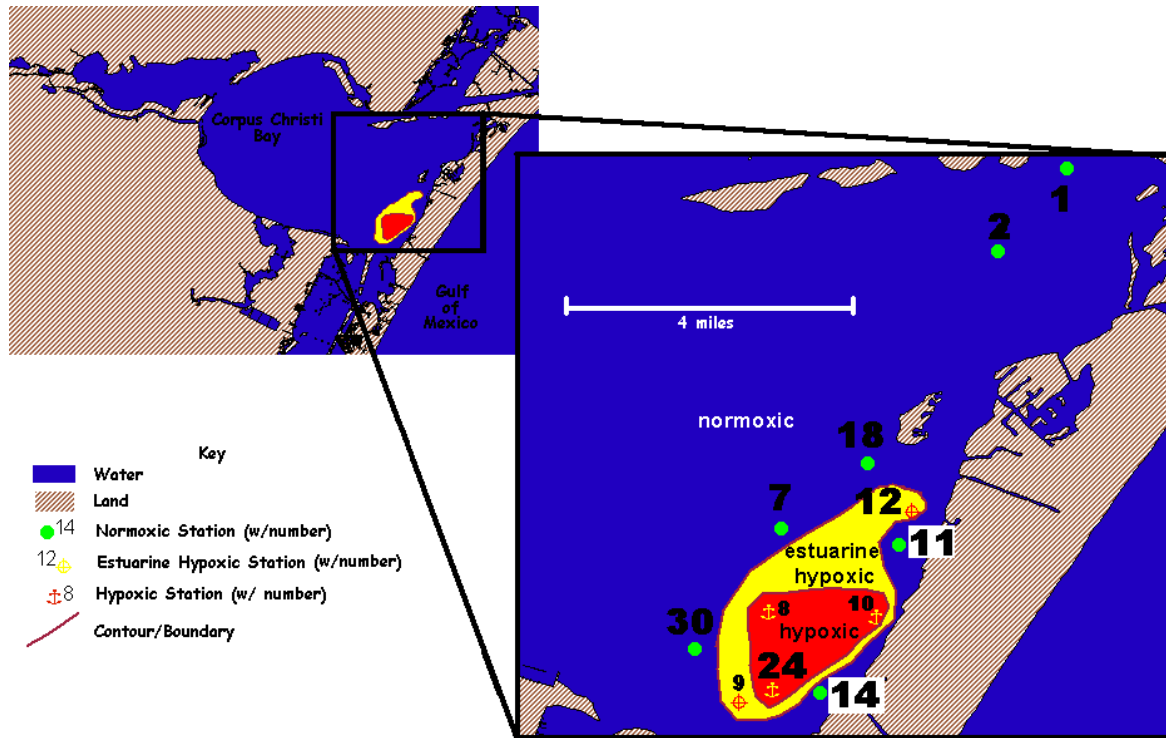 Corpus Christi
Bay
Gulf
of
Mexico
1
2
4 miles
normoxic
18
7
12
11
estuarine
hypoxic
8
10
hypoxic
30
24
9
14
Key
Water
Land
14 Normoxic Station (w/number)
12 Estuarine Hypoxic Station (w/number)
8 Hypoxic Station (w/ number)
Contour/Boundary